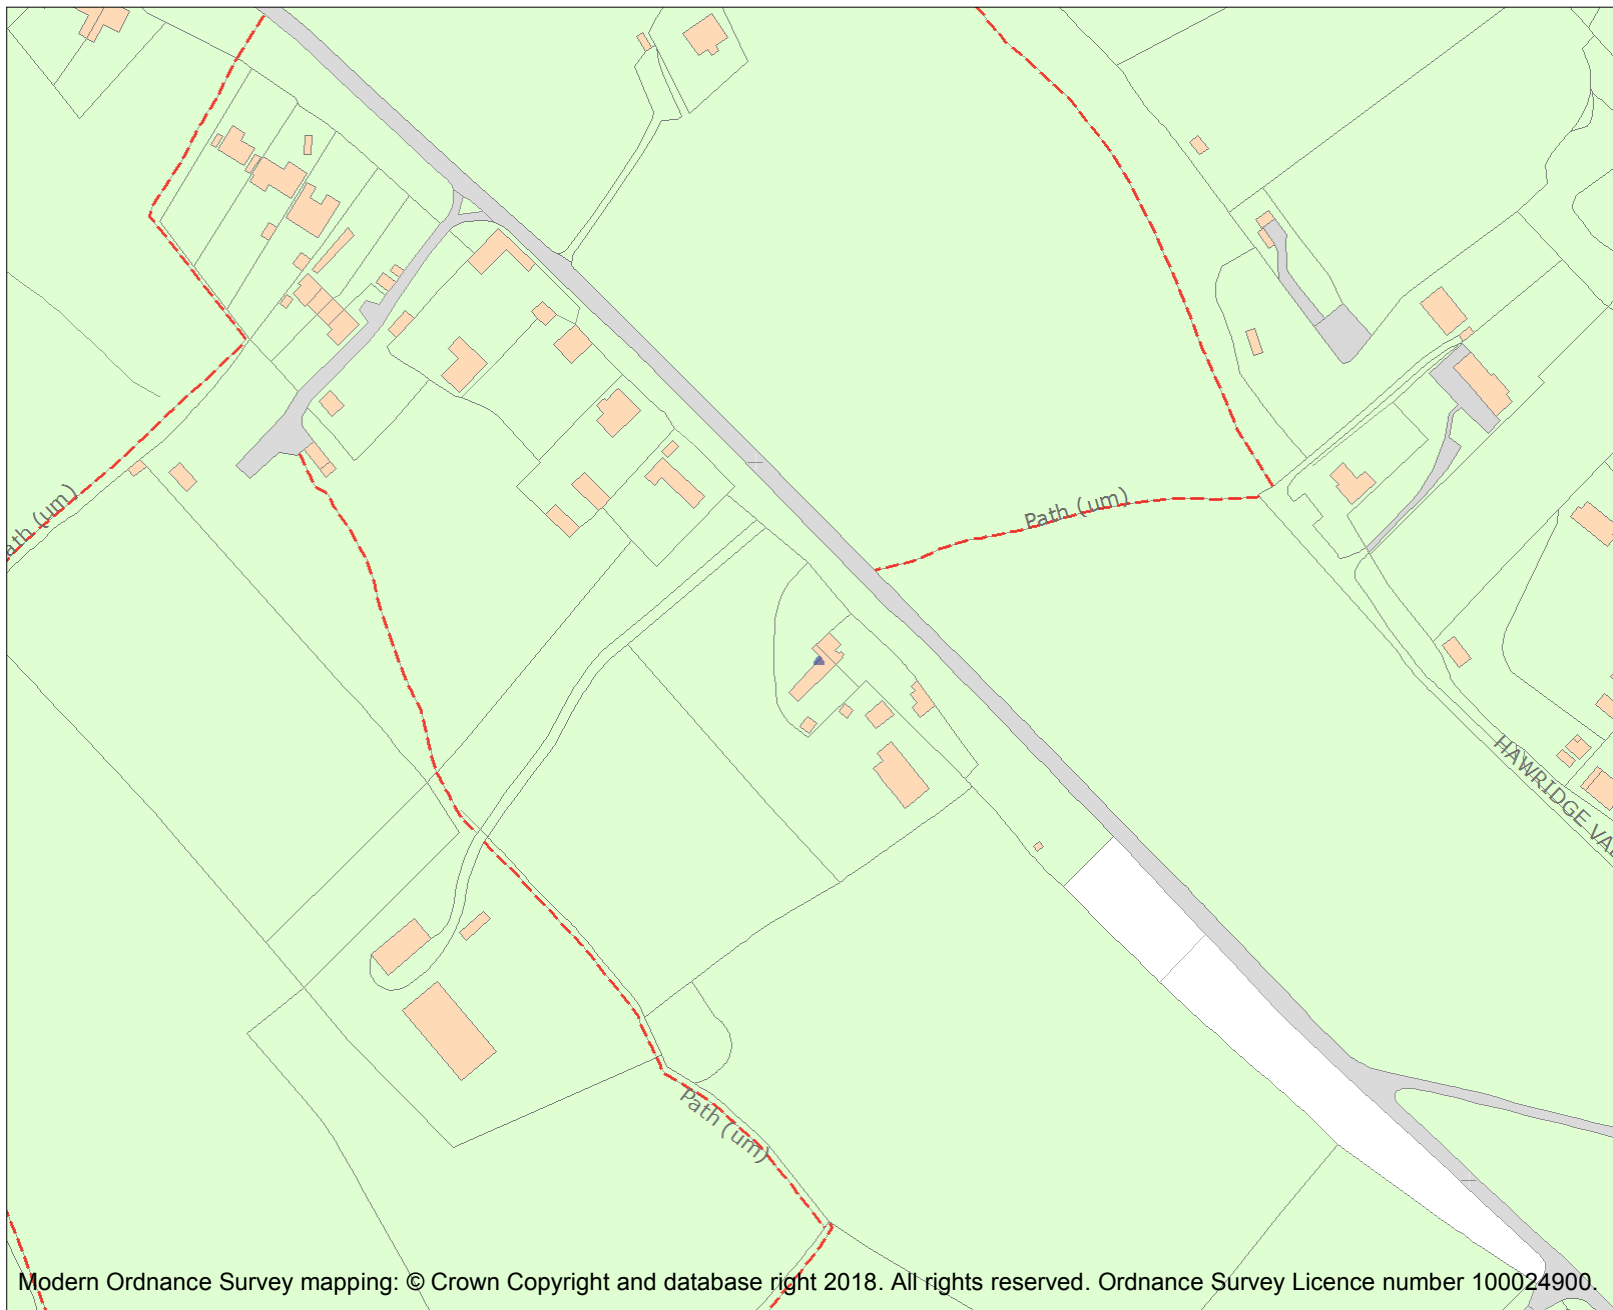 Path (um)
ath (um)
HAWRIDGE VA
Path (um)
Modern Ordnance Survey mapping: © Crown Copyright and database right 2018. All rights reserved. Ordnance Survey Licence number 100024900.